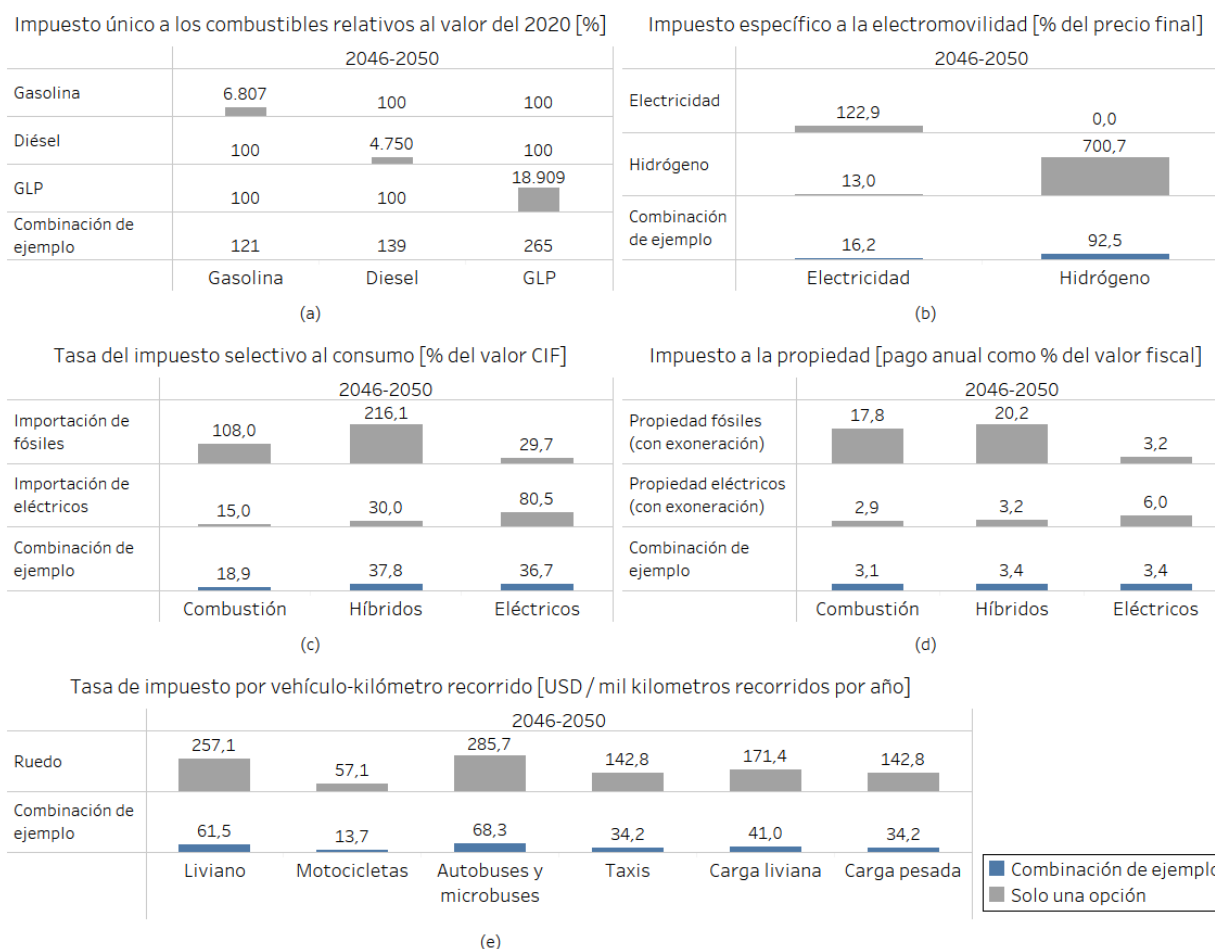 Impuesto único a los combustibles relativos al valor del 2020 [%]
2046-2050
Gasolina
6.807 100 100
Diésel
100 4.750 100
GLP
100 100 18.909
Combinación de
ejemplo
121 139 265
Gasolina Diesel GLP
(a)
Impuesto específico a la electromovilidad [% del precio final]
2046-2050
Electricidad
122,9 0,0
Hidrógeno
13,0 700,7
Combinación
de ejemplo
16,2 92,5
Electricidad Hidrógeno
(b)
Tasa del impuesto selectivo al consumo [% del valor CIF]
2046-2050
Importación de
fósiles
108,0 216,1 29,7
Importación de
eléctricos
15,0 30,0 80,5
Combinación de
ejemplo
18,9 37,8 36,7
Combustión Híbridos Eléctricos
(c)
Impuesto a la propiedad [pago anual como % del valor fiscal]
2046-2050
Propiedad fósiles
(con exoneración)
17,8 20,2 3,2
Propiedad eléctricos
(con exoneración)
2,9 3,2 6,0
Combinación de
ejemplo
3,1 3,4 3,4
Combustión Híbridos Eléctricos
(d)
Tasa de impuesto por vehículo-kilómetro recorrido [USD / mil kilometros recorridos por año]
2046-2050
Ruedo
257,1 57,1 285,7 142,8 171,4 142,8
Combinación de
ejemplo
61,5 13,7 68,3 34,2 41,0 34,2
Liviano Motocicletas Autobuses y Taxis Carga liviana Carga pesada
microbuses
(e)
Combinación de ejemplo
Solo una opción